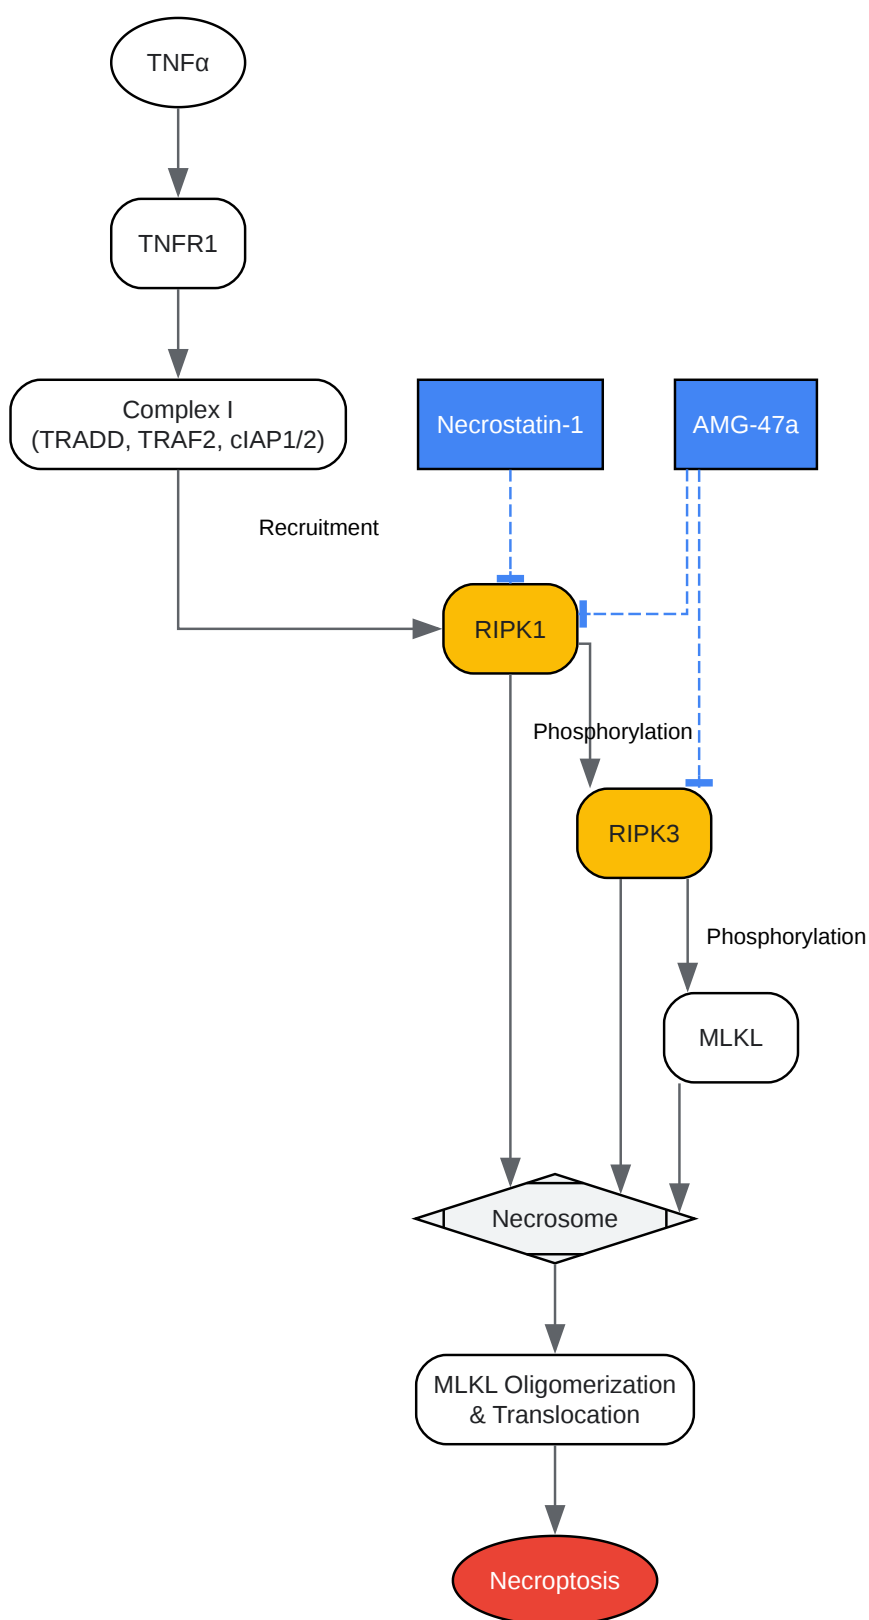 TNFα
TNFR1
Complex I
(TRADD, TRAF2, cIAP1/2)
Necrostatin-1
AMG-47a
Recruitment
RIPK1
Phosphorylation
RIPK3
Phosphorylation
MLKL
Necrosome
MLKL Oligomerization
& Translocation
Necroptosis